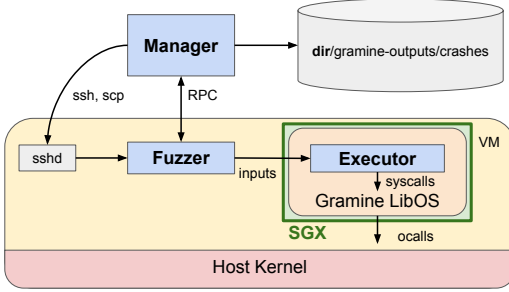 Manager
dir/gramine-outputs/crashes
ssh, scp
RPC
VM
sshd
Fuzzer
inputs
Executor
syscalls
Gramine LibOS
SGX
ocalls
Host Kernel